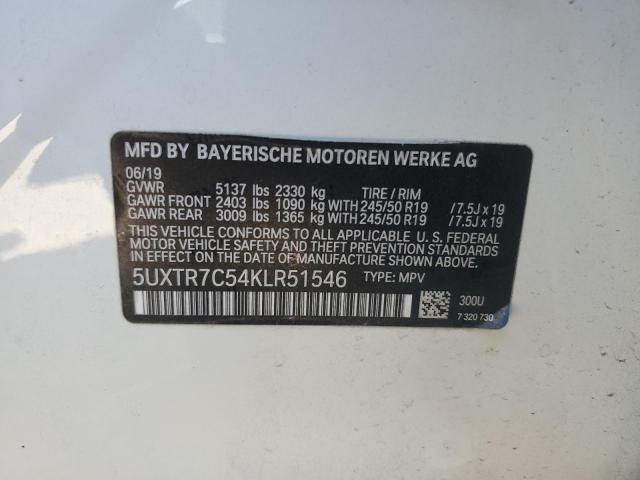 MFD BY BAYERISCHE MOTOREN WERKE AG
06/19
GVWR 5137 lbs 2330 kg TIRE / RIM
GAWR FRONT 2403 lbs 1090 kg WITH 245/50 R19 /7.5J x 19
GAWR REAR 3009 lbs 1365 kg WITH 245/50 R19 /7.5J x 19
THIS VEHICLE CONFORMS TO ALL APPLICABLE U.S. FEDERAL
MOTOR VEHICLE SAFETY, BUMPER, AND THEFT PREVENTION STANDARDS
IN EFFECT ON THE DATE OF MANUFACTURE SHOWN ABOVE.
5UXTR7C54KLR51546 TYPE: MPV
300U
7 320 730